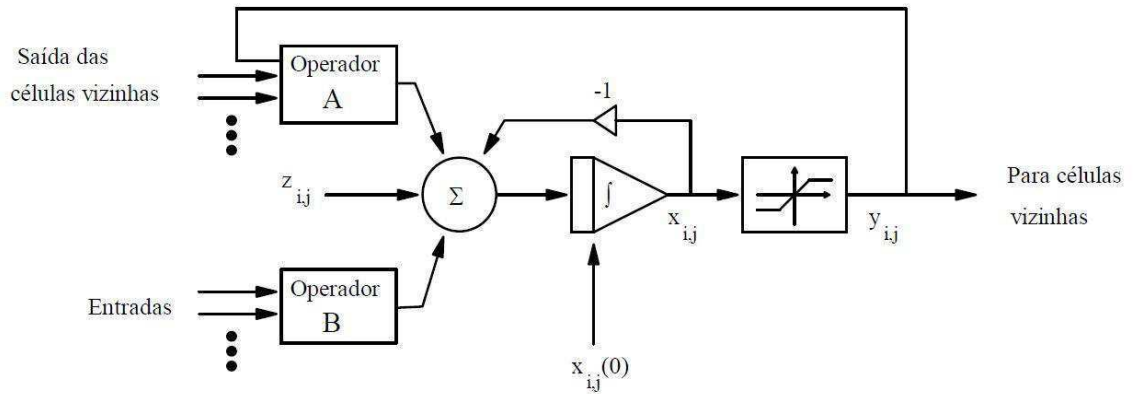 Saída das
células vizinhas
Operador
A
-1
z i,j
Σ
∫
x i,j
y i,j
Para células
vizinhas
Entradas
Operador
B
x i,j (0)